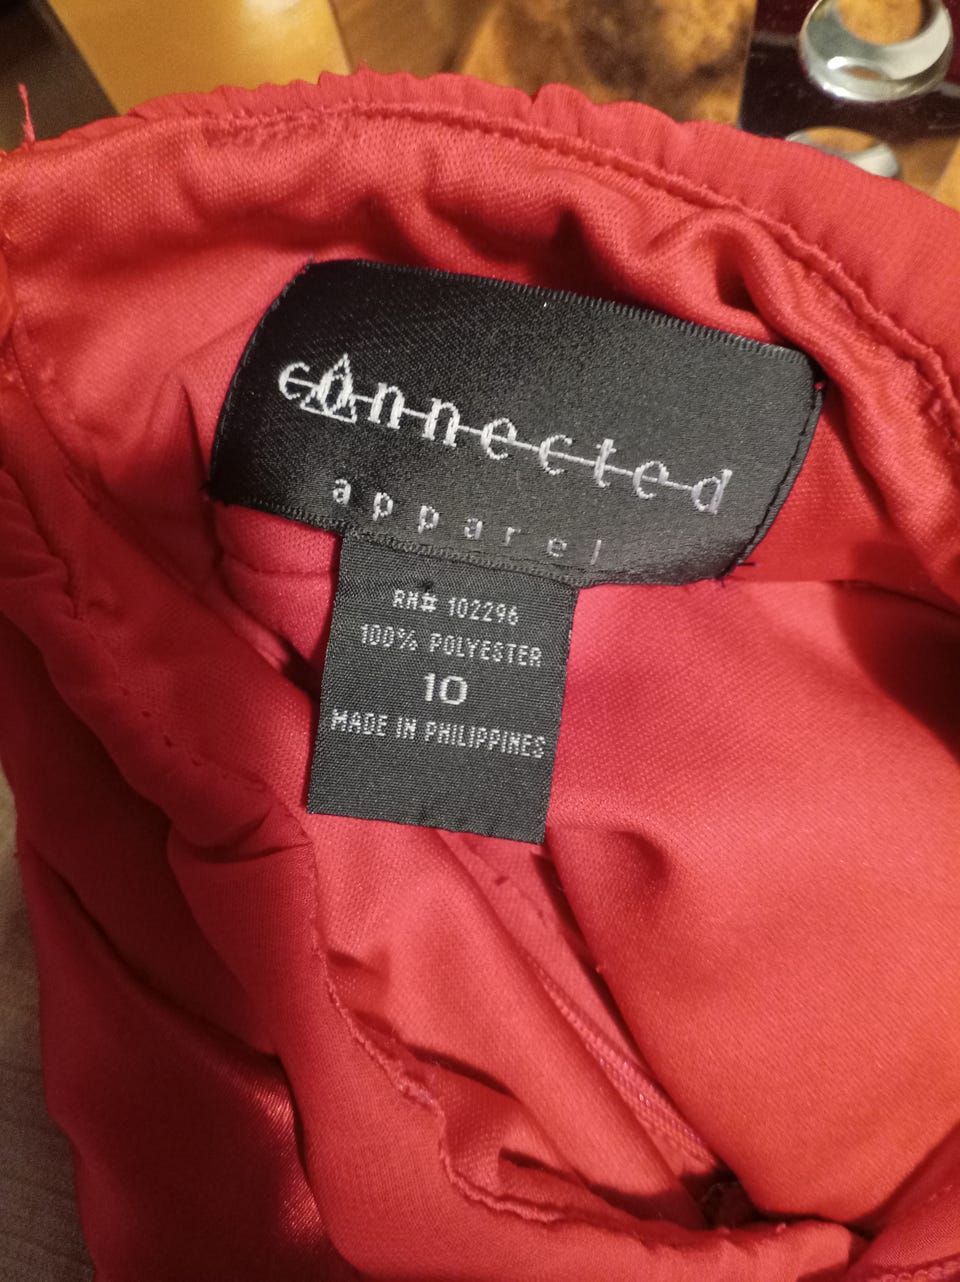 connected
apparel
RN# 102296
100% POLYESTER
10
MADE IN PHILIPPINES